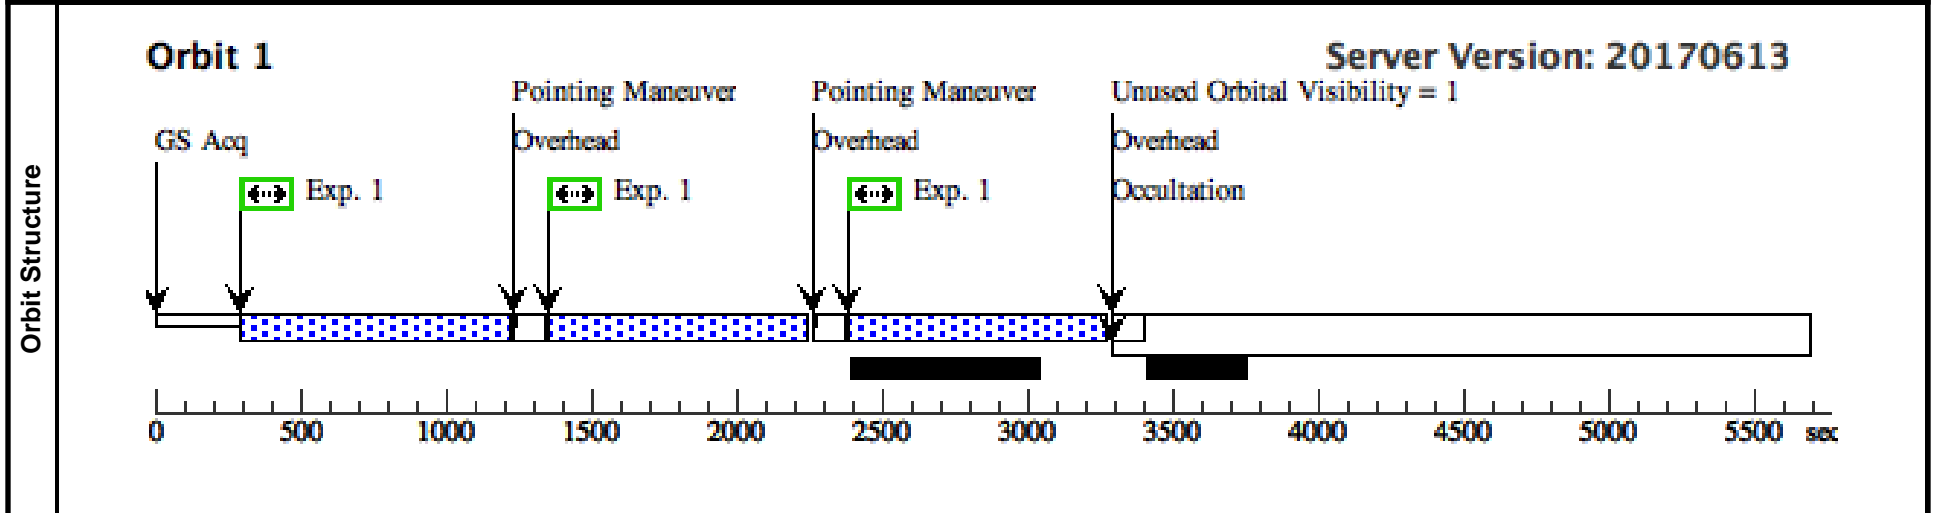 Orbit Structure
Orbit 1
Server Version: 20170613
Pointing Maneuver
Pointing Maneuver
Unused Orbital Visibility = 1
GS Acq
Overhead
Overhead
Overhead
Exp. 1
Exp. 1
Exp. 1
Occultation
0 500 1000 1500 2000 2500 3000 3500 4000 4500 5000 5500 sec